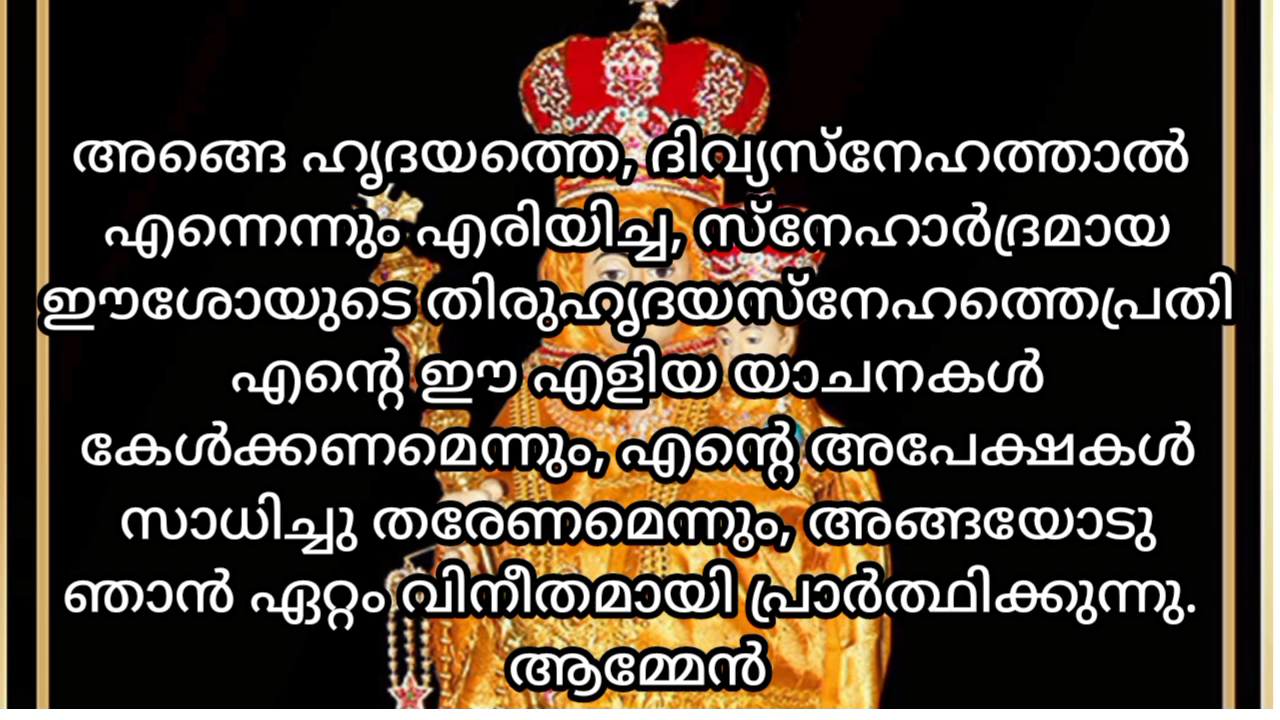 അങ്ങെ ഹൃദയത്തെ, ദിവ്യസ്നേഹത്താൽ
എന്നെന്നും എരിയിച്ച, സ്നേഹാർദ്രമായ
ഈശോയുടെ തിരുഹൃദയസ്നേഹത്തെപ്രതി
എന്റെ ഈ എളിയ യാചനകൾ
കേൾക്കണമെന്നും, എന്റെ അപേക്ഷകൾ
സാധിച്ചു തരേണമെന്നും, അങ്ങയോടു
ഞാൻ ഏറ്റം വിനീതമായി പ്രാർത്ഥിക്കുന്നു.
ആമ്മേൻ